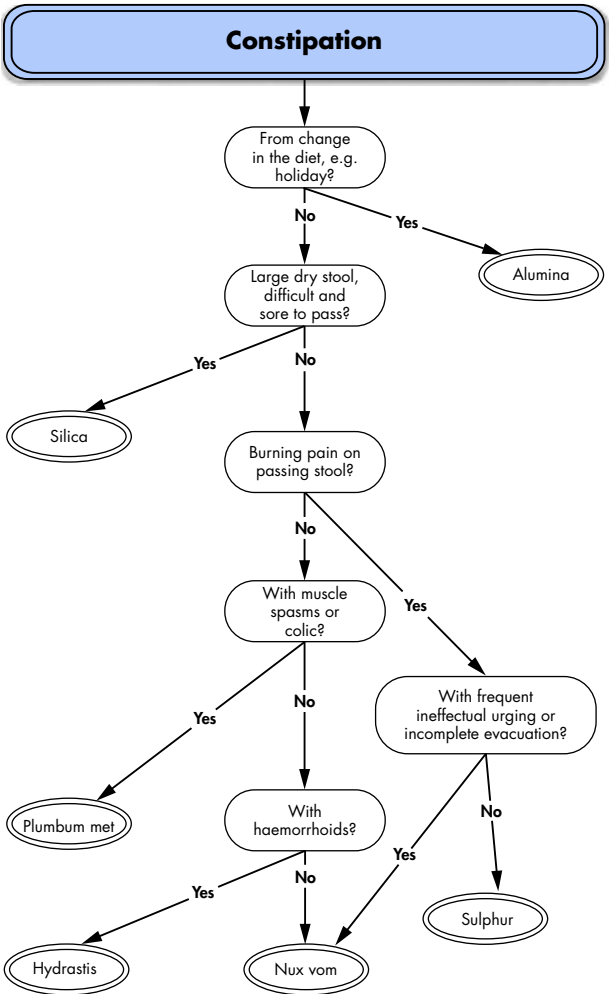 Constipation
From change
in the diet, e.g.
holiday?
No
Yes
Alumina
Large dry stool,
difficult and
sore to pass?
Yes
No
Silica
Burning pain on
passing stool?
No
Yes
With muscle
spasms or
colic?
Yes
No
With frequent
ineffectual urging or
incomplete evacuation?
Plumbum met
With
haemorrhoids?
No
Yes
Yes
No
Sulphur
Hydrastis
Nux vom